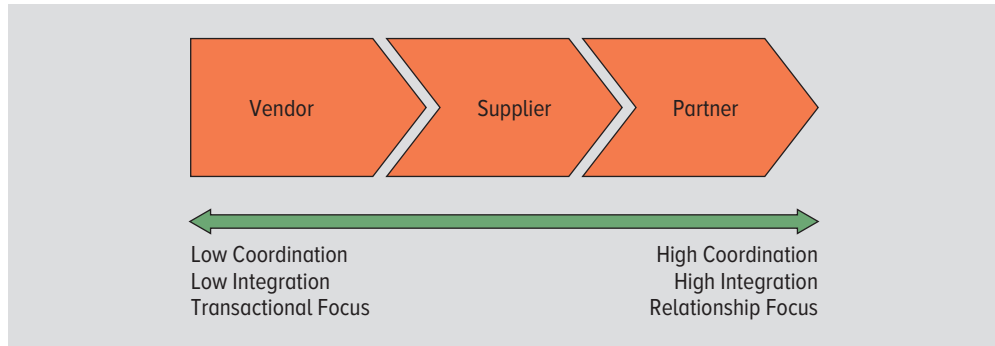 Vendor
Supplier
Partner
Low Coordination
Low Integration
Transactional Focus
High Coordination
High Integration
Relationship Focus